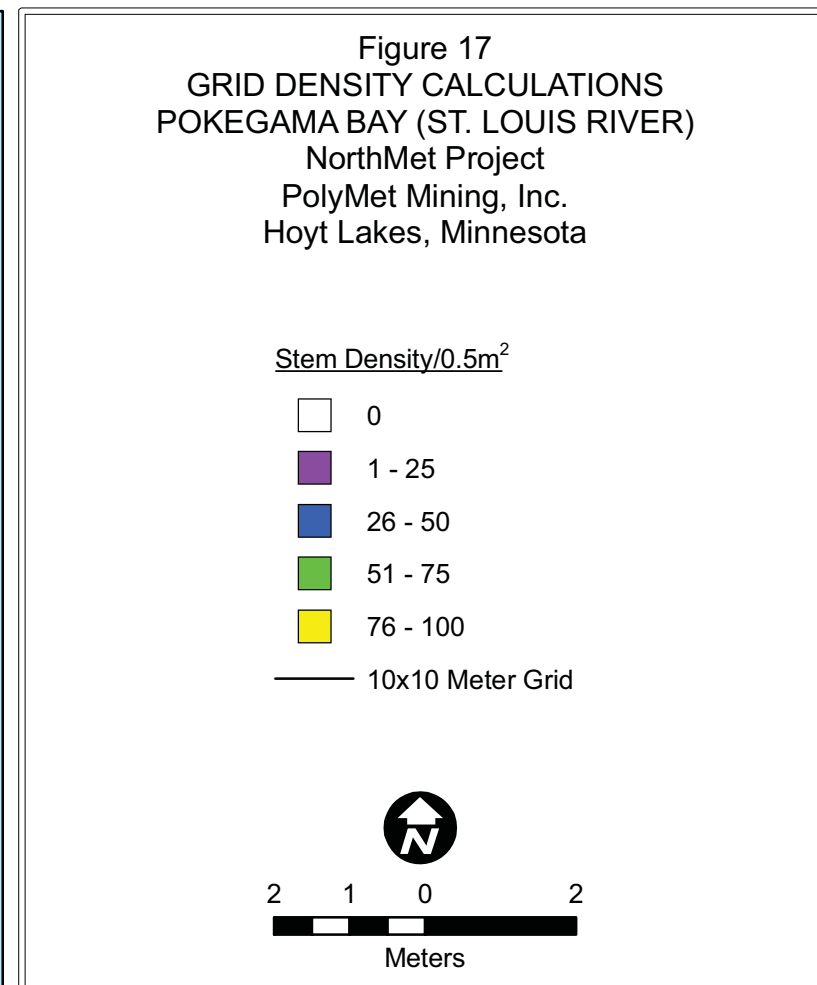 Figure 17
GRID DENSITY CALCULATIONS
POKEGAMA BAY (ST. LOUIS RIVER)
NorthMet Project
PolyMet Mining, Inc.
Hoyt Lakes, Minnesota
Stem Density/0.5m²
0
1 - 25
26 - 50
51 - 75
76 - 100
10x10 Meter Grid
N
2 1 0 2
Meters